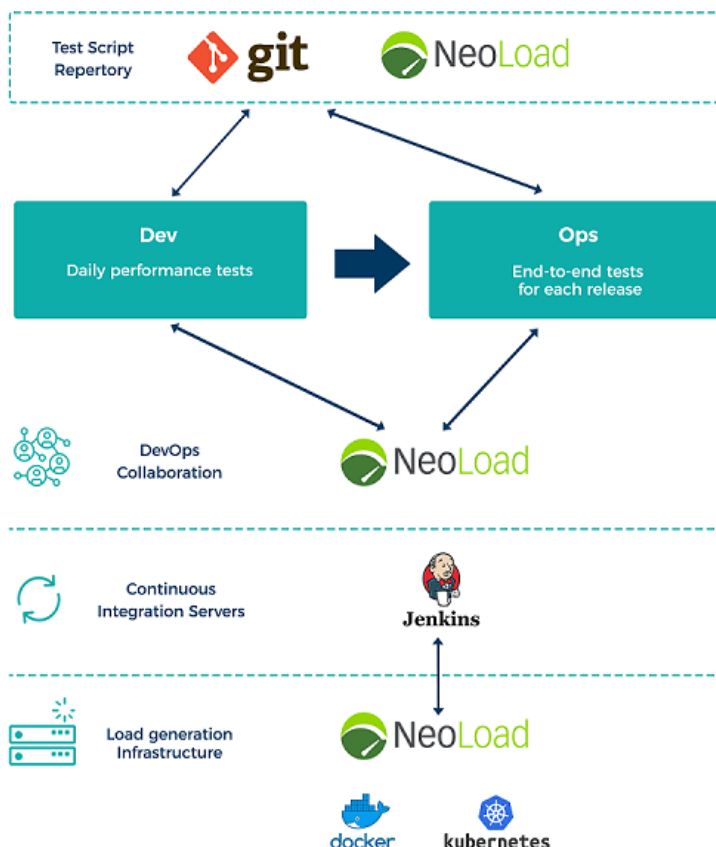 Test Script
Repertory
git
NeoLoad
Dev
Daily performance tests
Ops
End-to-end tests
for each release
DevOps
Collaboration
NeoLoad
Continuous
Integration Servers
Jenkins
Load generation
Infrastructure
NeoLoad
docker
kubernetes